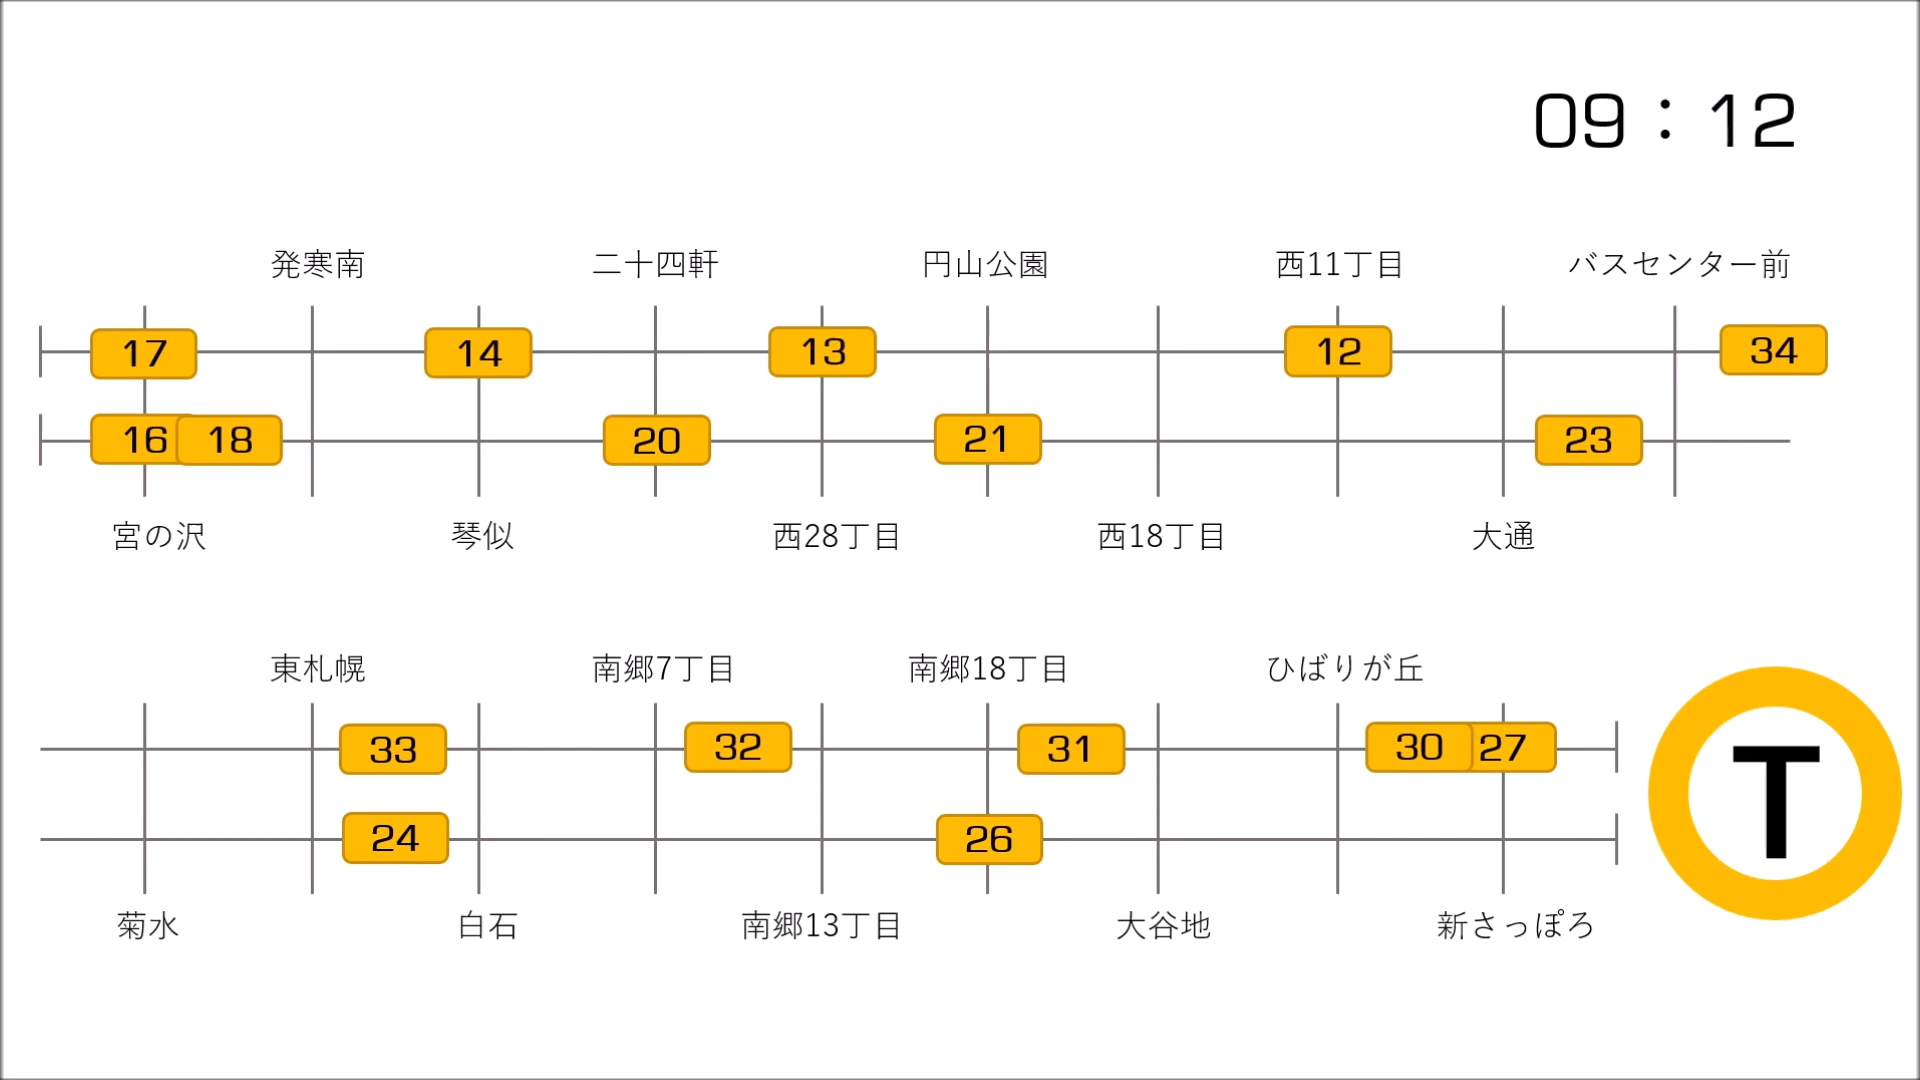 09：12
発寒南 二十四軒 円山公園 西11丁目 バスセンター前
17 14 13 12 34
16 18 20 21 23
宮の沢 琴似 西28丁目 西18丁目 大通
東札幌 南郷7丁目 南郷18丁目 ひばりが丘
33 32 31 30 27
24 26
T
菊水 白石 南郷13丁目 大谷地 新さっぽろ